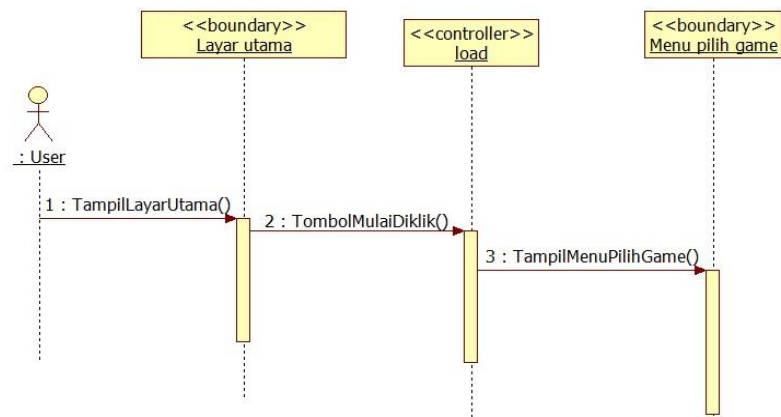 <<boundary>>
Layar utama
<<controller>>
load
<<boundary>>
Menu pilih game
: User
1 : TampilLayarUtama()
2 : TombolMulaiDiklik()
3 : TampilMenuPilihGame()